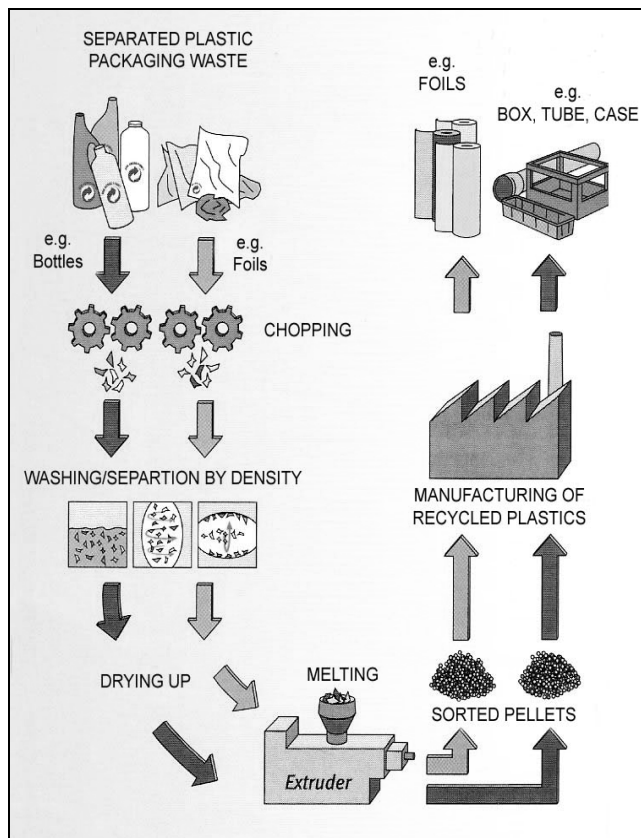 SEPARATED PLASTIC
PACKAGING WASTE
e.g.
Bottles
e.g.
Foils
CHOPPING
WASHING/SEPARTION BY DENSITY
DRYING UP
MELTING
Extruder
SORTED PELLETS
MANUFACTURING OF
RECYCLED PLASTICS
e.g.
FOILS
e.g.
BOX, TUBE, CASE